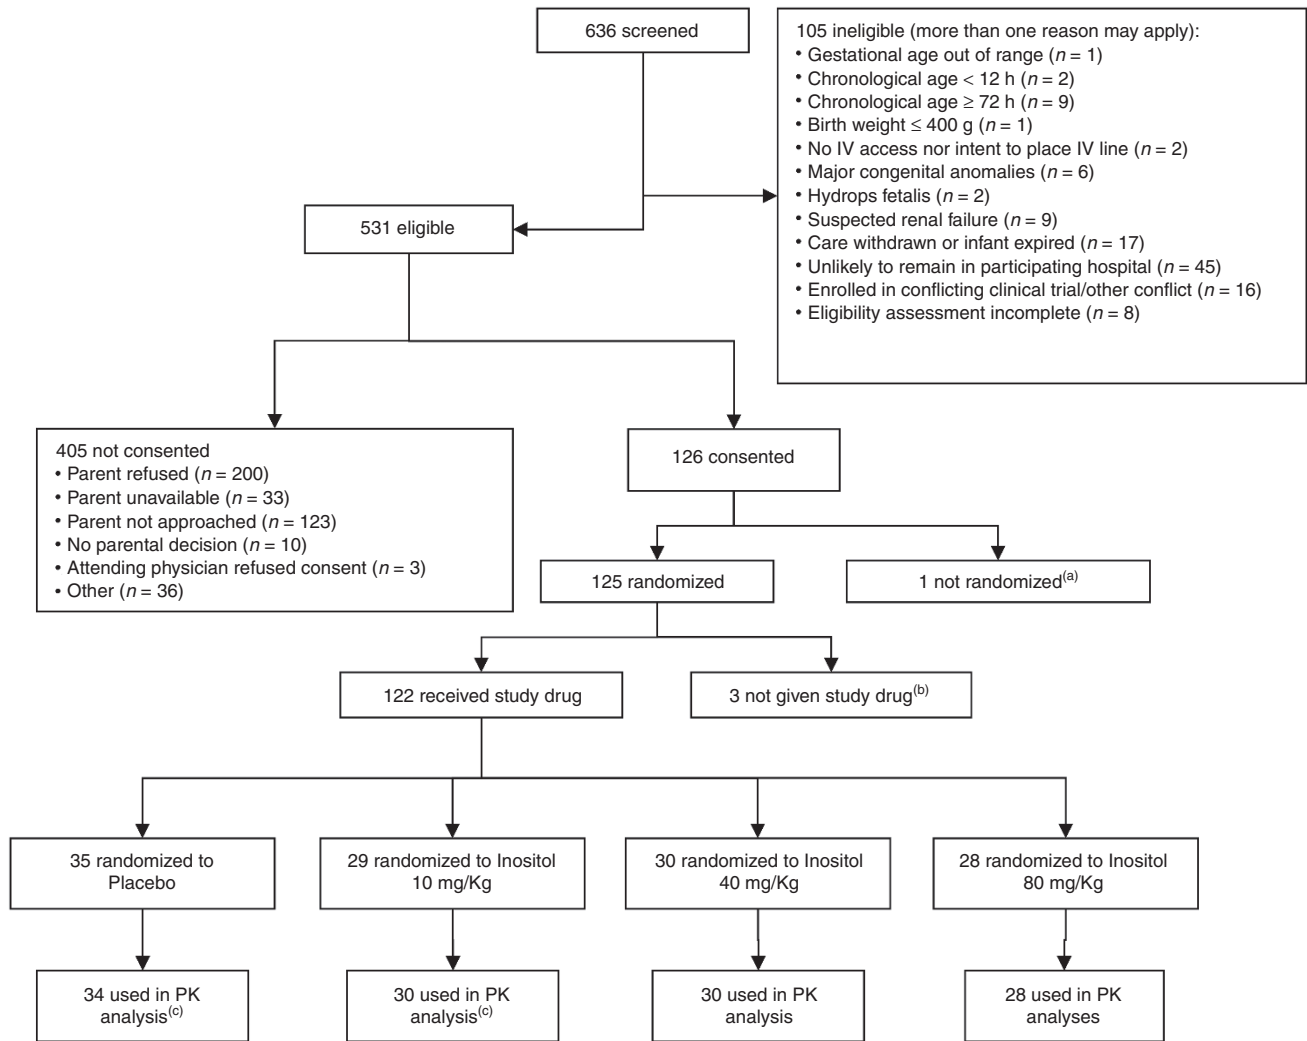 636 screened
105 ineligible (more than one reason may apply):
• Gestational age out of range (n = 1)
• Chronological age < 12 h (n = 2)
• Chronological age ≥ 72 h (n = 9)
• Birth weight ≤ 400 g (n = 1)
• No IV access nor intent to place IV line (n = 2)
• Major congenital anomalies (n = 6)
• Hydrops fetalis (n = 2)
• Suspected renal failure (n = 9)
• Care withdrawn or infant expired (n = 17)
• Unlikely to remain in participating hospital (n = 45)
• Enrolled in conflicting clinical trial/other conflict (n = 16)
• Eligibility assessment incomplete (n = 8)
531 eligible
405 not consented
• Parent refused (n = 200)
• Parent unavailable (n = 33)
• Parent not approached (n = 123)
• No parental decision (n = 10)
• Attending physician refused consent (n = 3)
• Other (n = 36)
126 consented
125 randomized
1 not randomized(a)
122 received study drug
3 not given study drug(b)
35 randomized to
Placebo
29 randomized to Inositol
10 mg/Kg
30 randomized to Inositol
40 mg/Kg
28 randomized to Inositol
80 mg/Kg
34 used in PK
analysis(c)
30 used in PK
analysis(c)
30 used in PK
analysis
28 used in PK
analyses